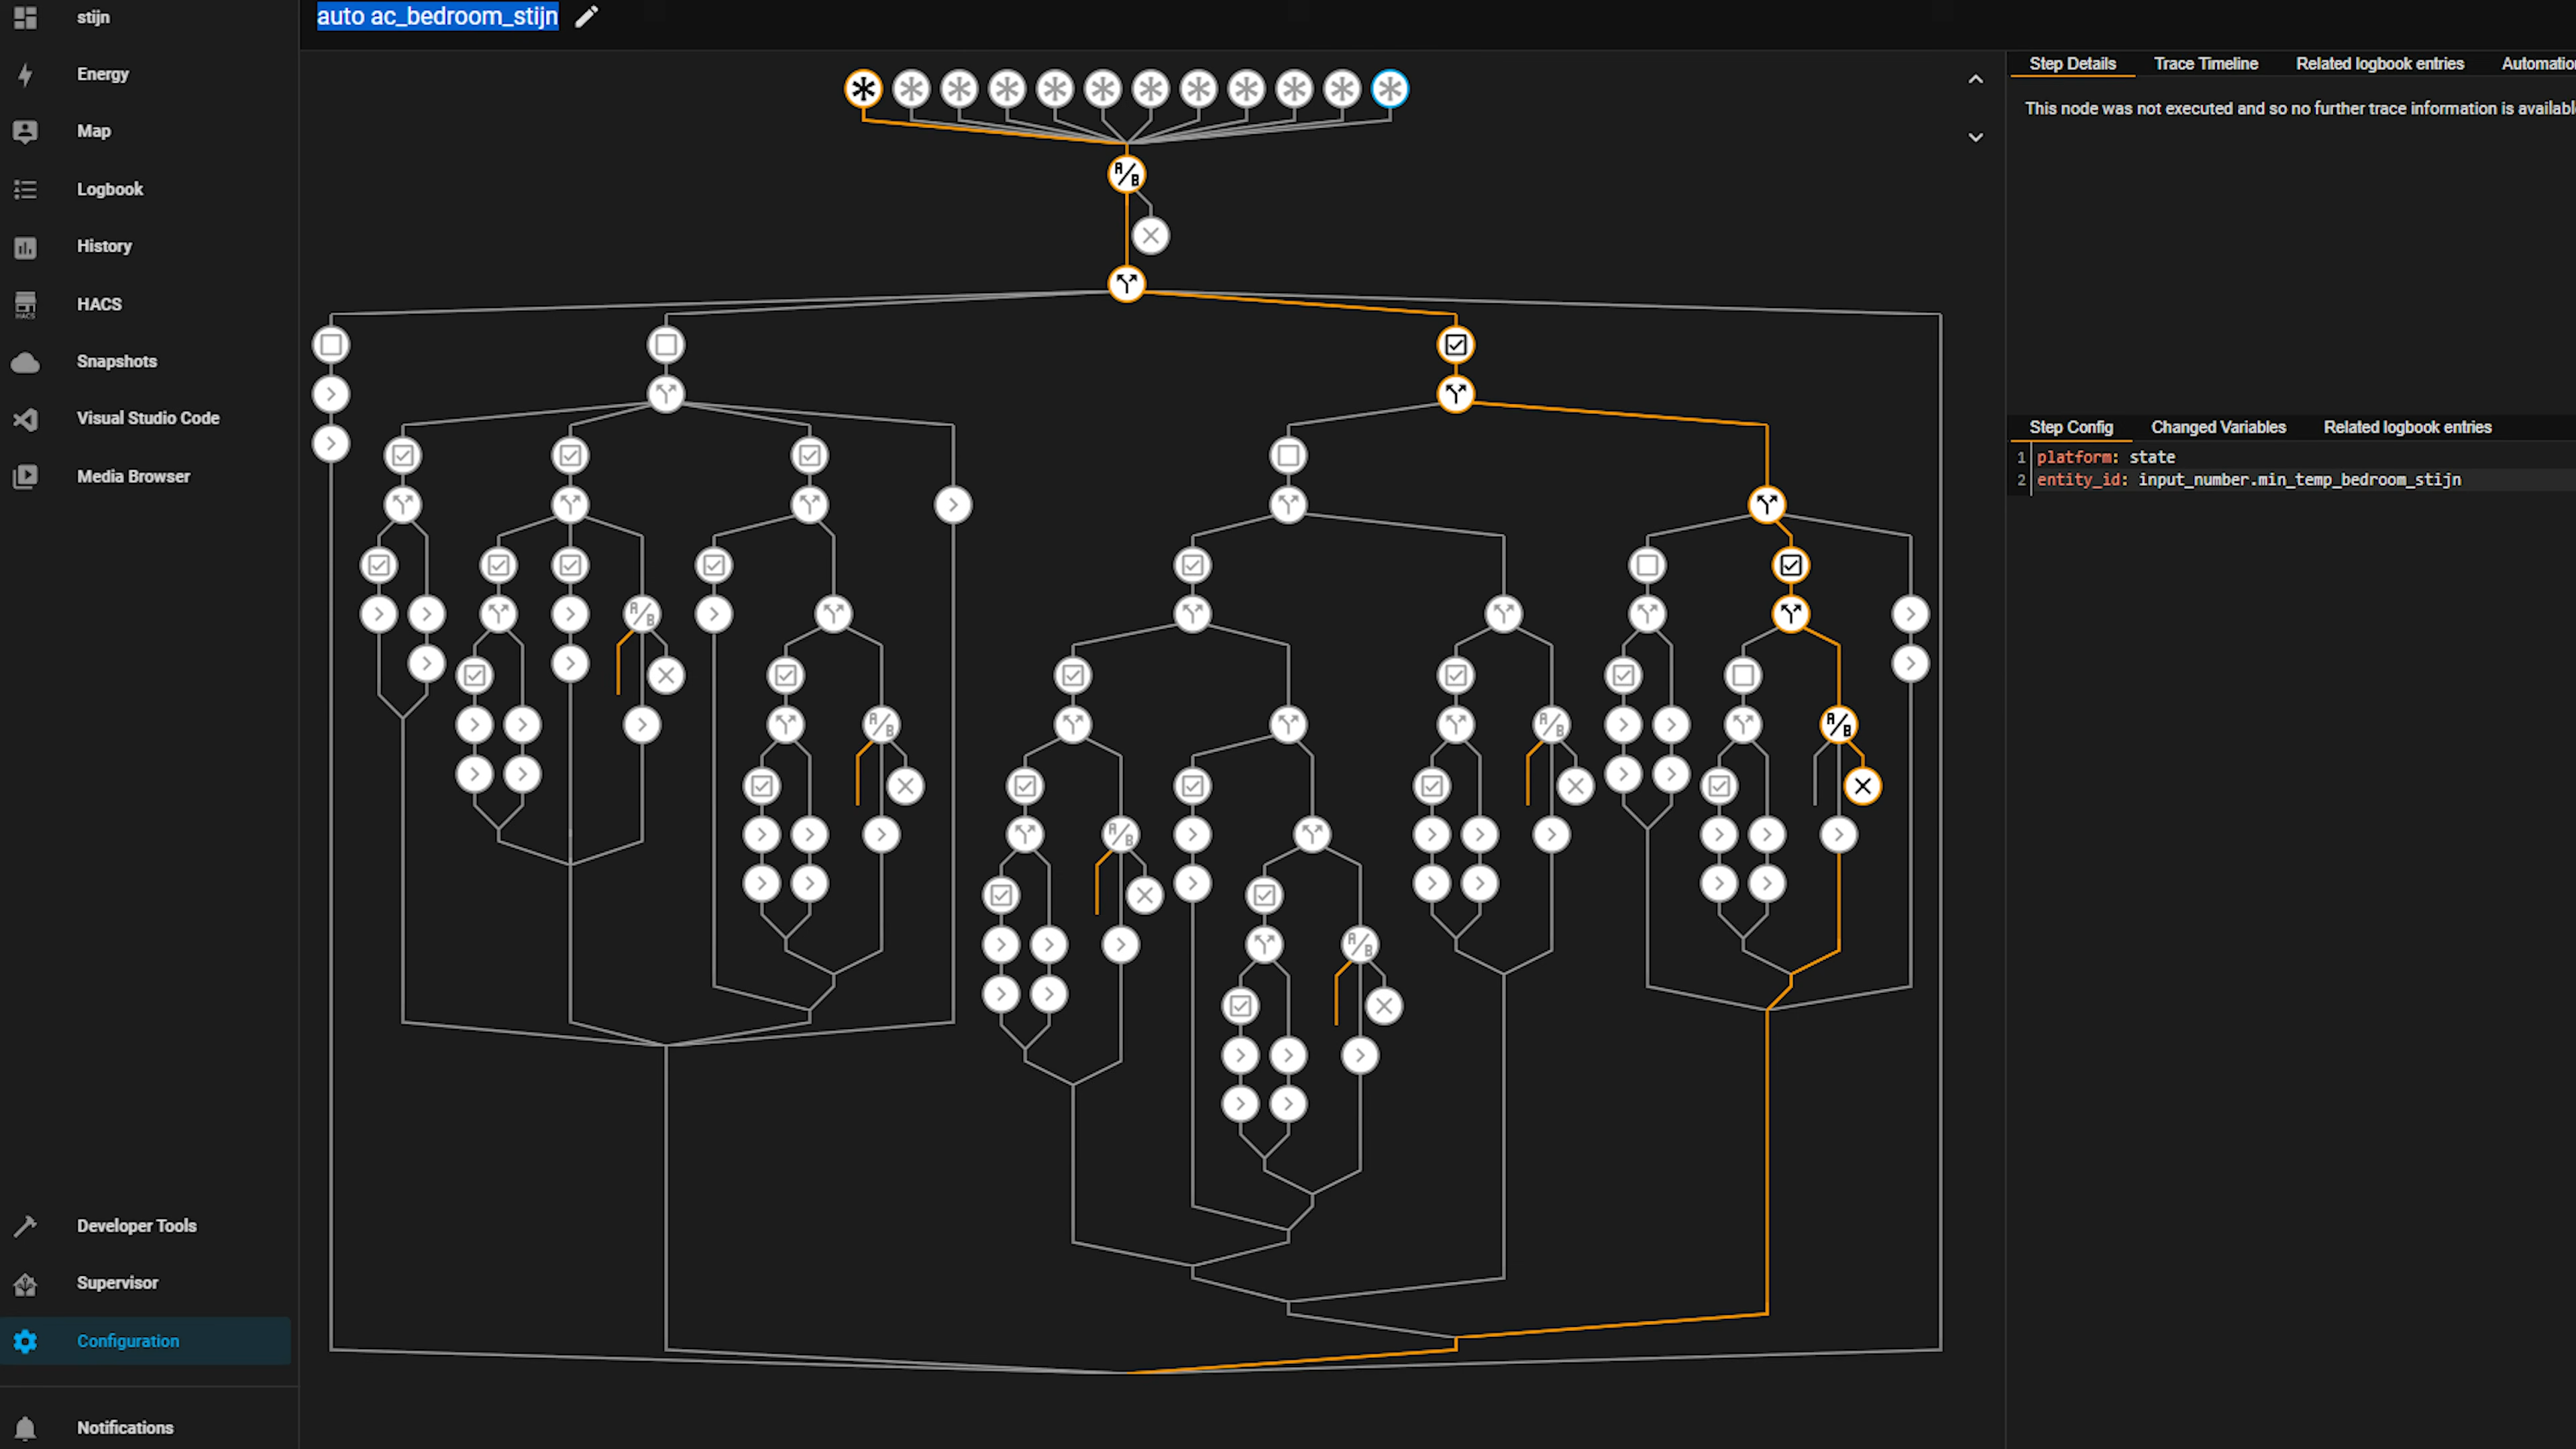 auto ac_bedroom_stijn
stijn
Energy
Map
Logbook
History
HACS
HACS
Snapshots
Visual Studio Code
Media Browser
Developer Tools
Supervisor
Configuration
Notifications
A/B
A/B
A/B
A/B
A/B
A/B
A/B
A/B
Step Details Trace Timeline Related logbook entries Automatio
This node was not executed and so no further trace information is availabl
Step Config Changed Variables Related logbook entries
1 platform: state
2 entity_id: input_number.min_temp_bedroom_stijn